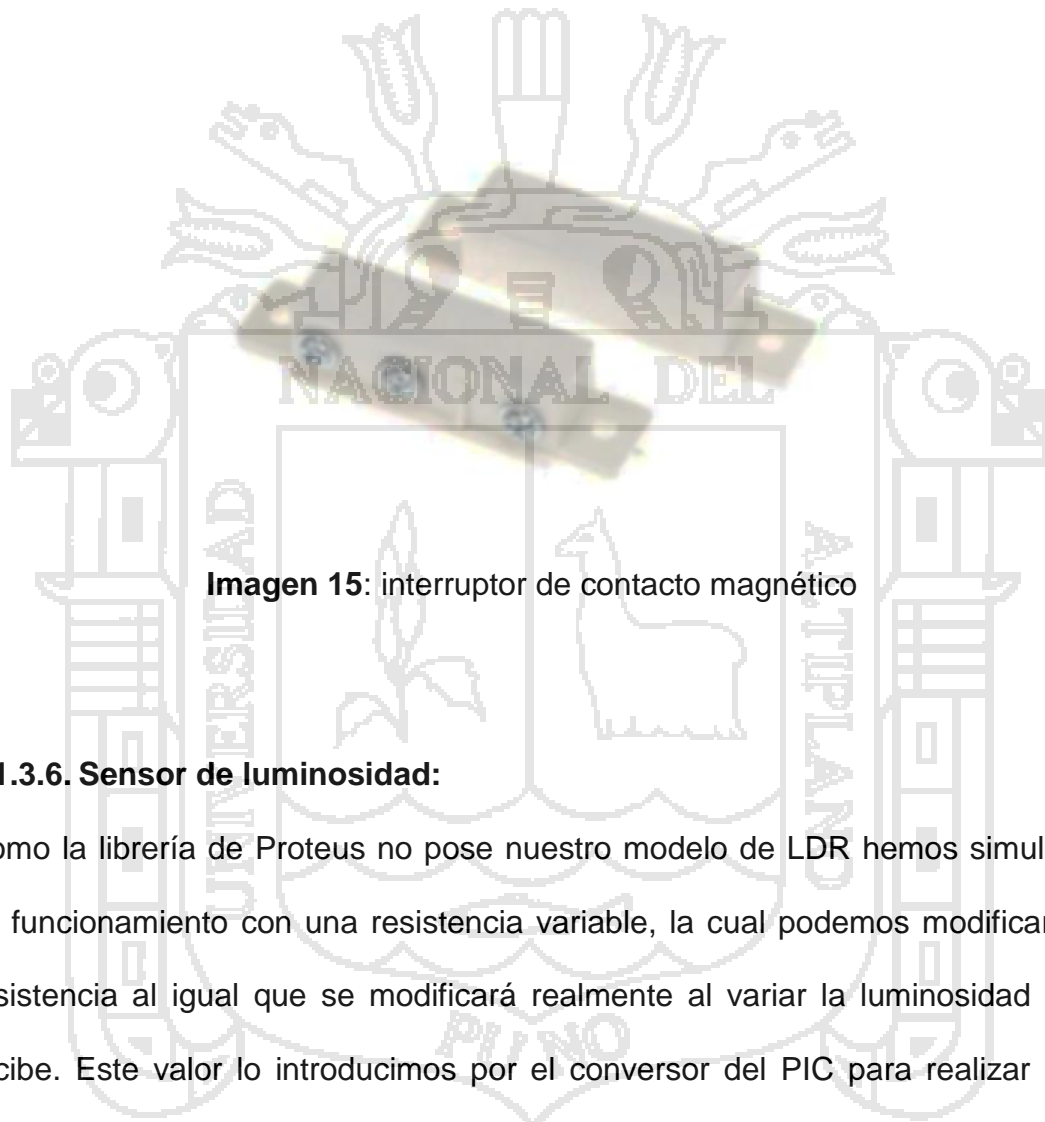 NACIONAL DEL
UNIVERSIDAD
ALTIPLANO
Imagen 15: interruptor de contacto magnético
1.3.6. Sensor de luminosidad:
omo la librería de Proteus no pose nuestro modelo de LDR hemos simul
funcionamiento con una resistencia variable, la cual podemos modificar
sistencia al igual que se modificará realmente al variar la luminosidad
cibe. Este valor lo introducimos por el conversor del PIC para realizar
PUNO